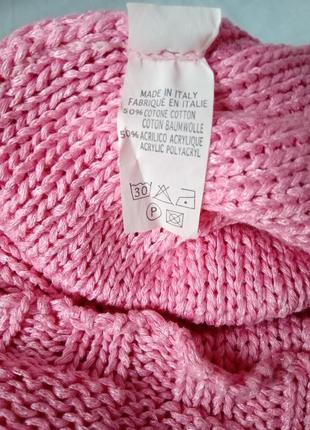 MADE IN ITALY
FABRIQUÉ EN ITALIE
50% COTONE COTTON
COTON BAUMWOLLE
50% ACRILICO ACRYLIQUE
ACRYLIC POLYACRYL
30
P